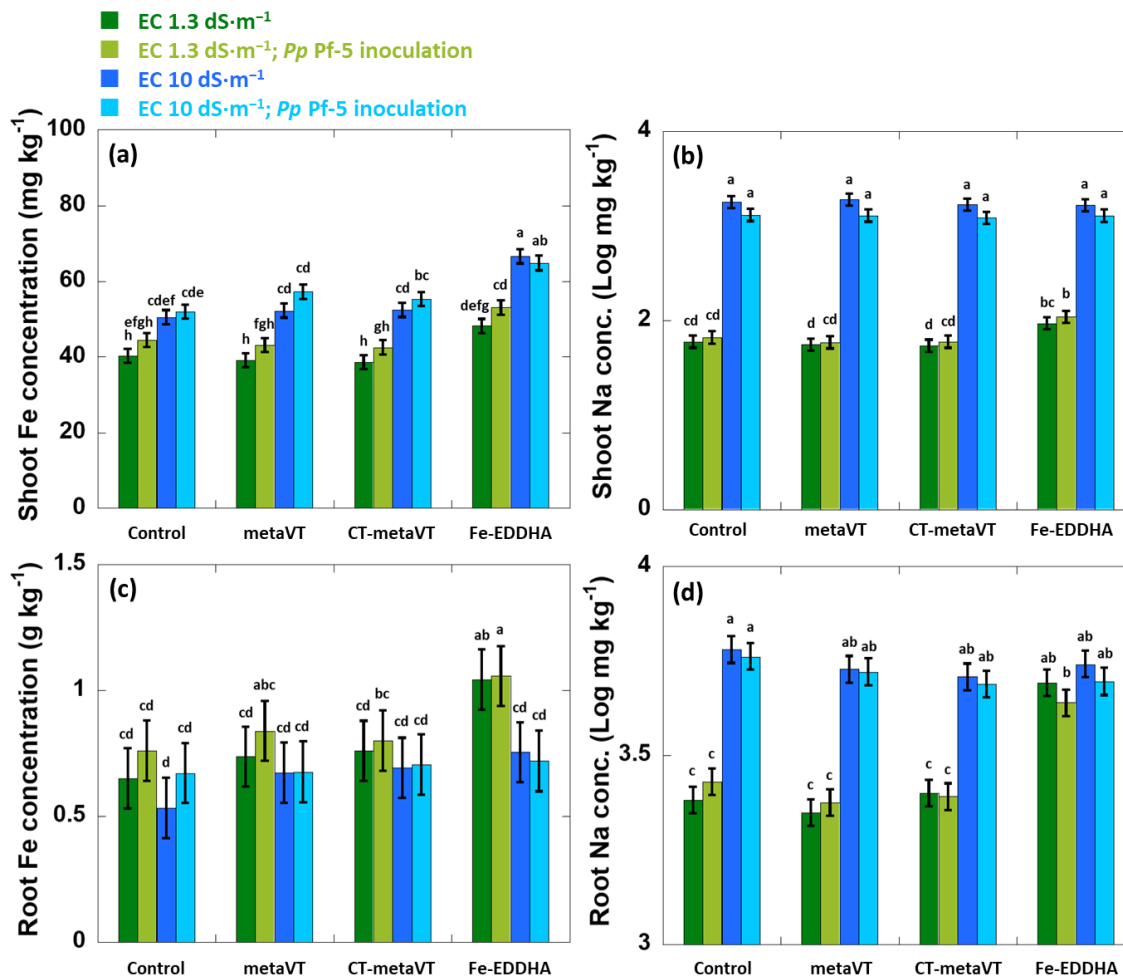 EC 1.3 dS·m⁻¹
EC 1.3 dS·m⁻¹; Pp Pf-5 inoculation
EC 10 dS·m⁻¹
EC 10 dS·m⁻¹; Pp Pf-5 inoculation
(a)
Shoot Fe concentration (mg kg⁻¹)
100
80
60
40
20
0
h efgh cdef cde
h fgh cd cd
h gh cd bc
defg cd a ab
Control metaVT CT-metaVT Fe-EDDHA
(b)
Shoot Na conc. (Log mg kg⁻¹)
4
2
0
cd cd a a
d cd a a
d cd a a
bc b a a
Control metaVT CT-metaVT Fe-EDDHA
(c)
Root Fe concentration (g kg⁻¹)
1.5
1
0.5
0
cd cd d cd
cd abc cd cd
cd bc cd cd
ab a cd cd
Control metaVT CT-metaVT Fe-EDDHA
(d)
Root Na conc. (Log mg kg⁻¹)
4
3.5
3
c c a a
c c ab ab
c c ab ab
ab b ab ab
Control metaVT CT-metaVT Fe-EDDHA